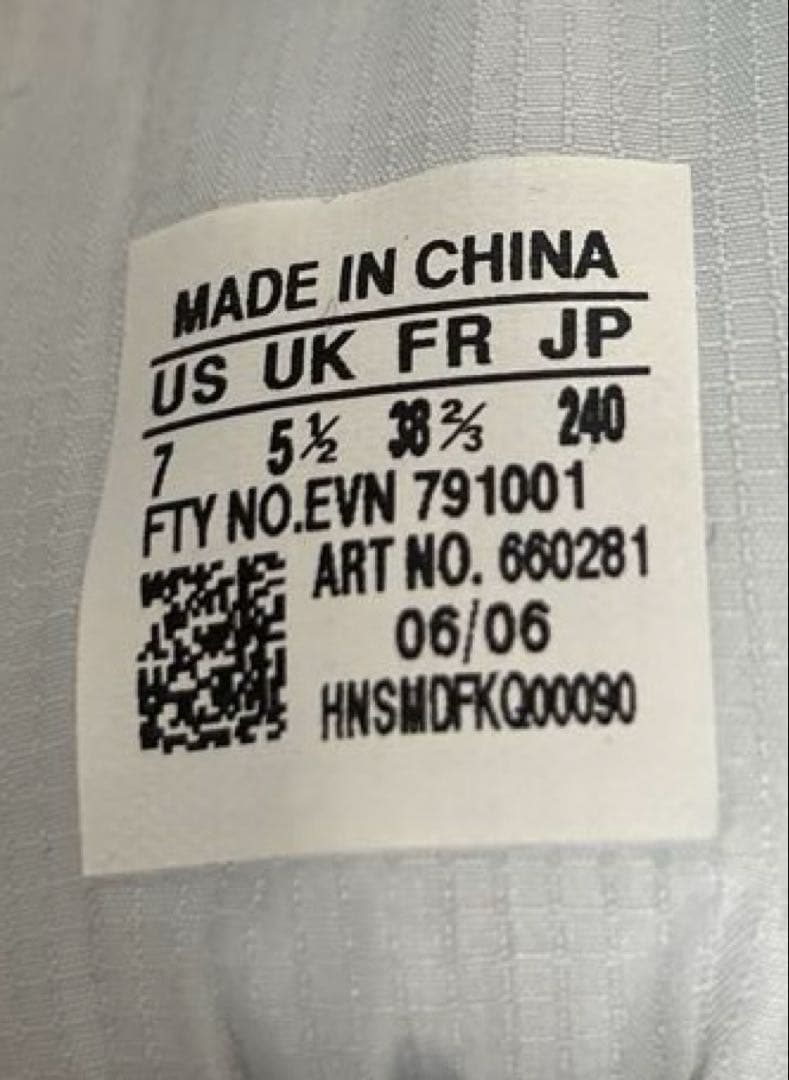 MADE IN CHINA
US UK FR JP
7 5½ 38⅔ 240
FTY NO.EVN 791001
ART NO. 660281
06/06
HNSMDFKQ00090